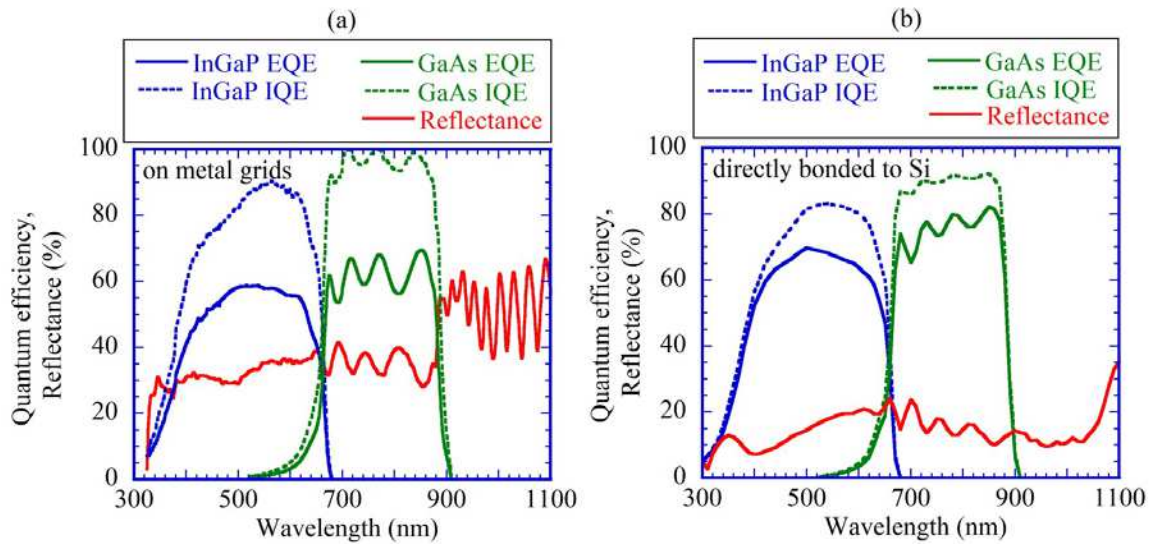 (a)
InGaP EQE
InGaP IQE
GaAs EQE
GaAs IQE
Reflectance
on metal grids
Quantum efficiency,
Reflectance (%)
100
80
60
40
20
0
300 500 700 900 1100
Wavelength (nm)
(b)
InGaP EQE
InGaP IQE
GaAs EQE
GaAs IQE
Reflectance
directly bonded to Si
Quantum efficiency,
Reflectance (%)
100
80
60
40
20
0
300 500 700 900 1100
Wavelength (nm)